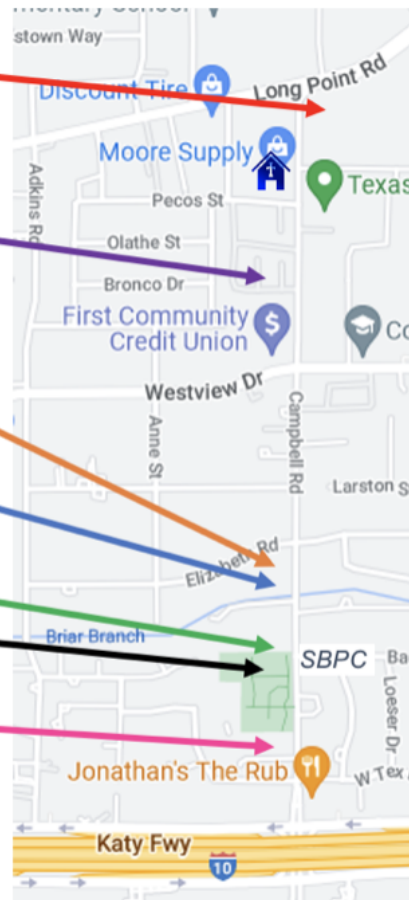 mentary School
stown Way
Long Point Rd
Discount Tire
Moore Supply
Adkins Rd
Texas
Pecos St
Olathe St
Bronco Dr
First Community
Credit Union
$
Co
Westview Dr
Anne St
Campbell Rd
Larston S
Elizabeth Rd
Briar Branch
SBPC
Ba
Loeser Dr
Jonathan's The Rub
W Tex
Katy Fwy
10